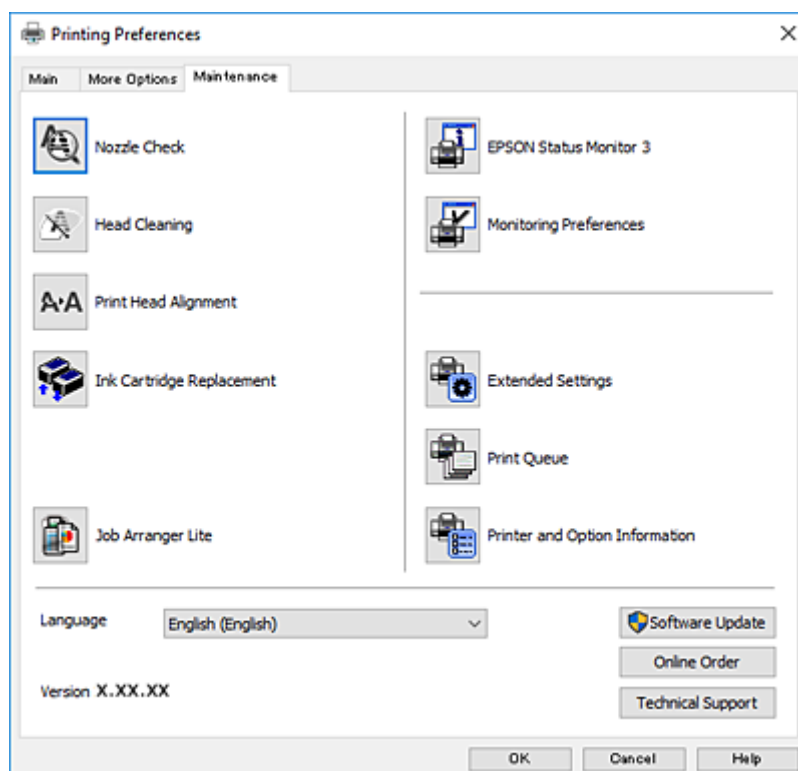 Printing Preferences
Main More Options Maintenance
Nozzle Check
EPSON Status Monitor 3
Head Cleaning
Monitoring Preferences
A·A Print Head Alignment
Ink Cartridge Replacement
Extended Settings
Print Queue
Job Arranger Lite
Printer and Option Information
Language English (English)
Software Update
Online Order
Version X.XX.XX
Technical Support
OK Cancel Help